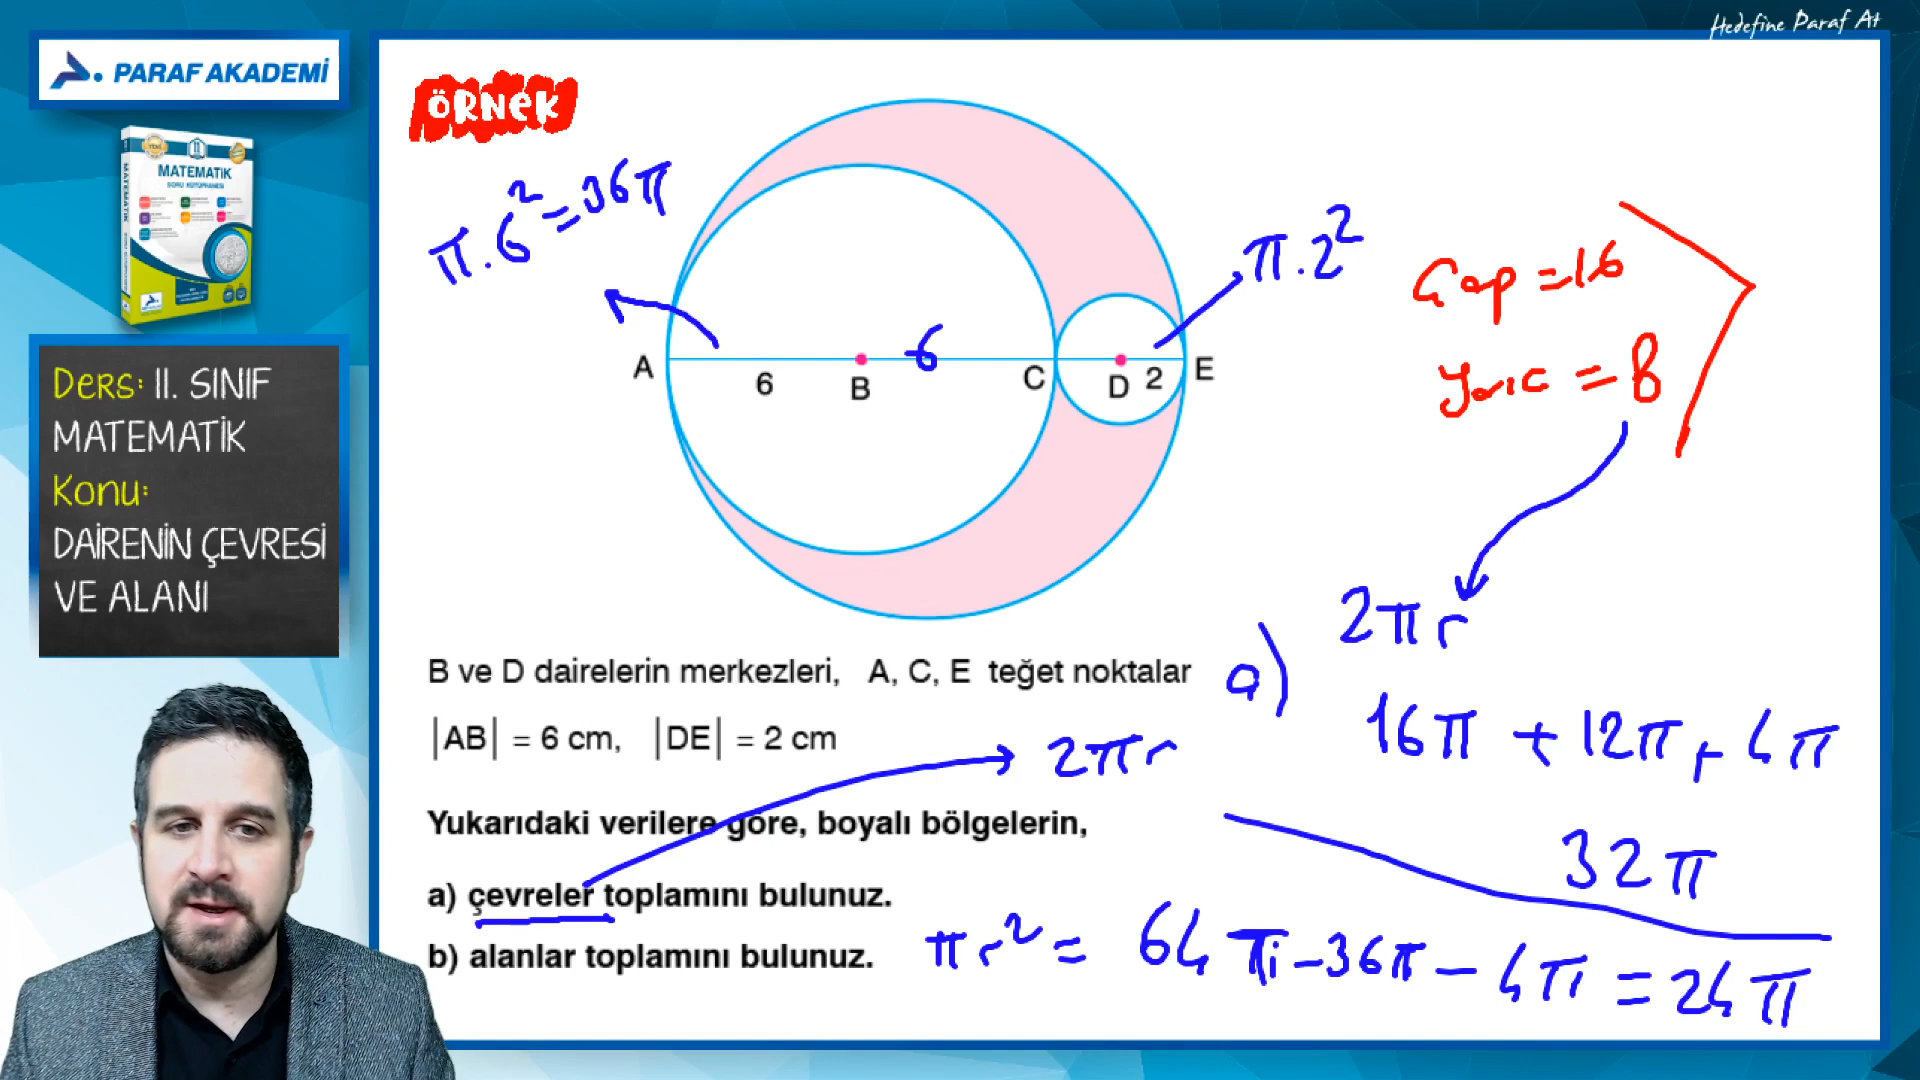 Hedefine Paraf At
PARAF AKADEMİ
MATEMATİK
SORU KÜTÜPHANESİ
Ders: II. SINIF
MATEMATİK
Konu:
DAİRENİN ÇEVRESİ
VE ALANI
ÖRNEK
π.6²=36π
π.2²
A 6 B 6 C D 2 E
Çap =16
Yarıç = 8
2πr
a)
16π + 12π + 4π
32π
B ve D dairelerin merkezleri, A, C, E teğet noktalar
|AB| = 6 cm, |DE| = 2 cm
2πr
Yukarıdaki verilere göre, boyalı bölgelerin,
a) çevreler toplamını bulunuz.
b) alanlar toplamını bulunuz.
πr² = 64π-36π-4π=24π